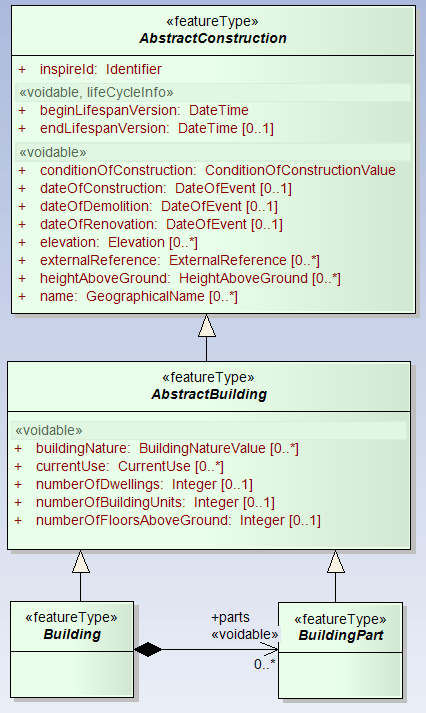 «featureType»
AbstractConstruction
+ inspireId: Identifier
«voidable, lifeCycleInfo»
+ beginLifespanVersion: DateTime
+ endLifespanVersion: DateTime [0..1]
«voidable»
+ conditionOfConstruction: ConditionOfConstructionValue
+ dateOfConstruction: DateOfEvent [0..1]
+ dateOfDemolition: DateOfEvent [0..1]
+ dateOfRenovation: DateOfEvent [0..1]
+ elevation: Elevation [0..*]
+ externalReference: ExternalReference [0..*]
+ heightAboveGround: HeightAboveGround [0..*]
+ name: GeographicalName [0..*]
«featureType»
AbstractBuilding
«voidable»
+ buildingNature: BuildingNatureValue [0..*]
+ currentUse: CurrentUse [0..*]
+ numberOfDwellings: Integer [0..1]
+ numberOfBuildingUnits: Integer [0..1]
+ numberOfFloorsAboveGround: Integer [0..1]
«featureType»
Building
+parts
«voidable»
0..*
«featureType»
BuildingPart